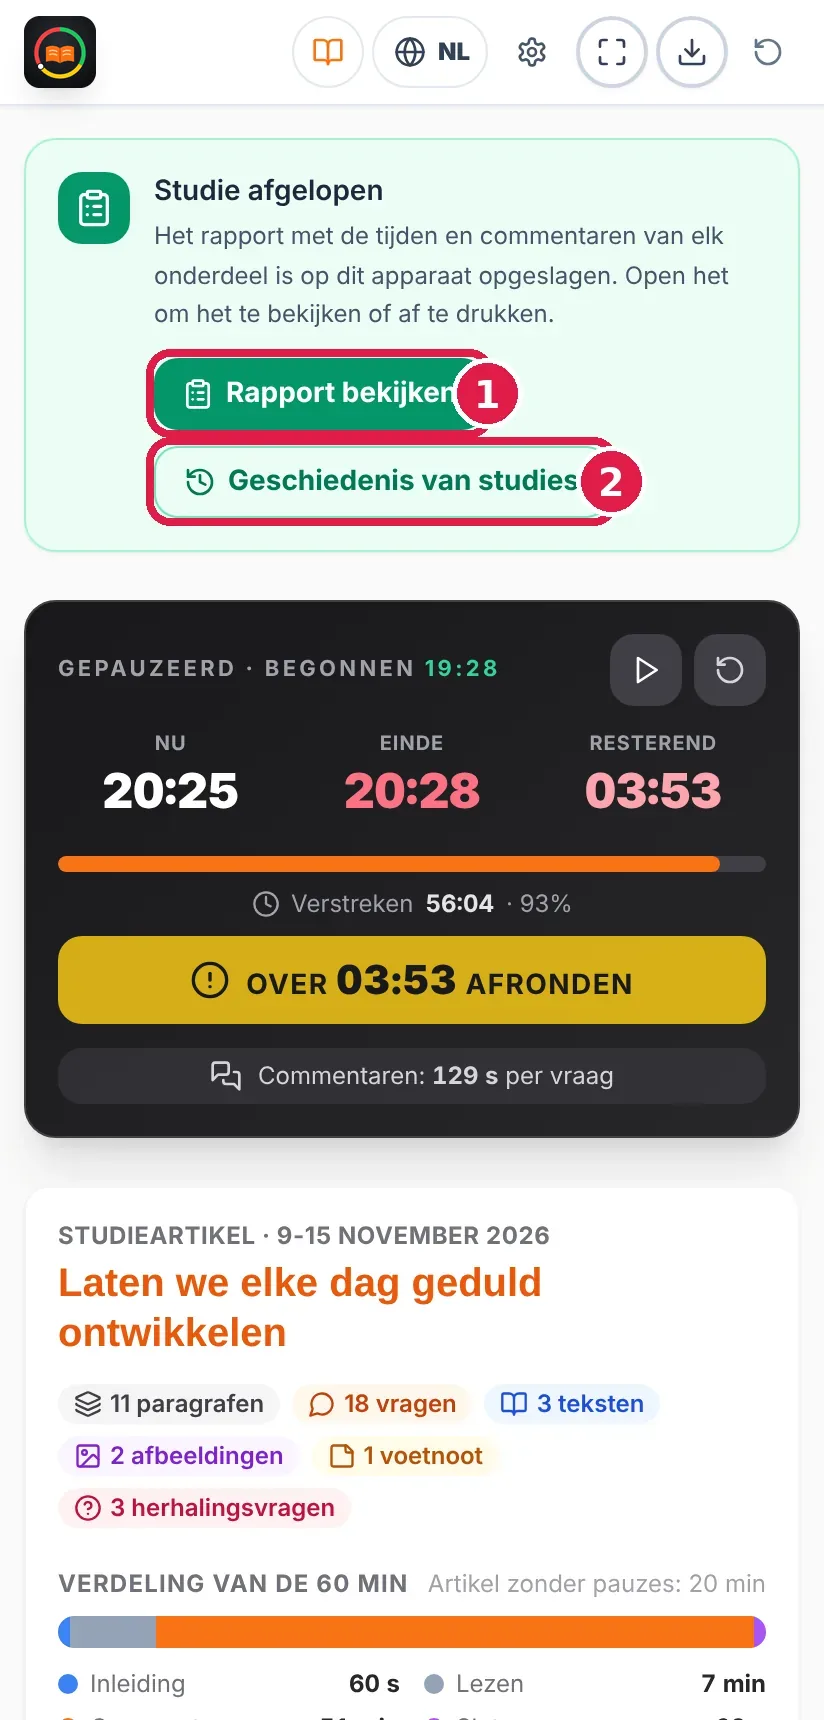 NL
Studie afgelopen
Het rapport met de tijden en commentaren van elk
onderdeel is op dit apparaat opgeslagen. Open het
om het te bekijken of af te drukken.
Rapport bekijken 1
Geschiedenis van studies 2
GEPAUZEERD · BEGONNEN 19:28
NU EINDE RESTEREND
20:25 20:28 03:53
Verstreken 56:04 · 93%
OVER 03:53 AFRONDEN
Commentaren: 129 s per vraag
STUDIEARTIKEL · 9-15 NOVEMBER 2026
Laten we elke dag geduld
ontwikkelen
11 paragrafen 18 vragen 3 teksten
2 afbeeldingen 1 voetnoot
3 herhalingsvragen
VERDELING VAN DE 60 MIN Artikel zonder pauzes: 20 min
Inleiding 60 s Lezen 7 min